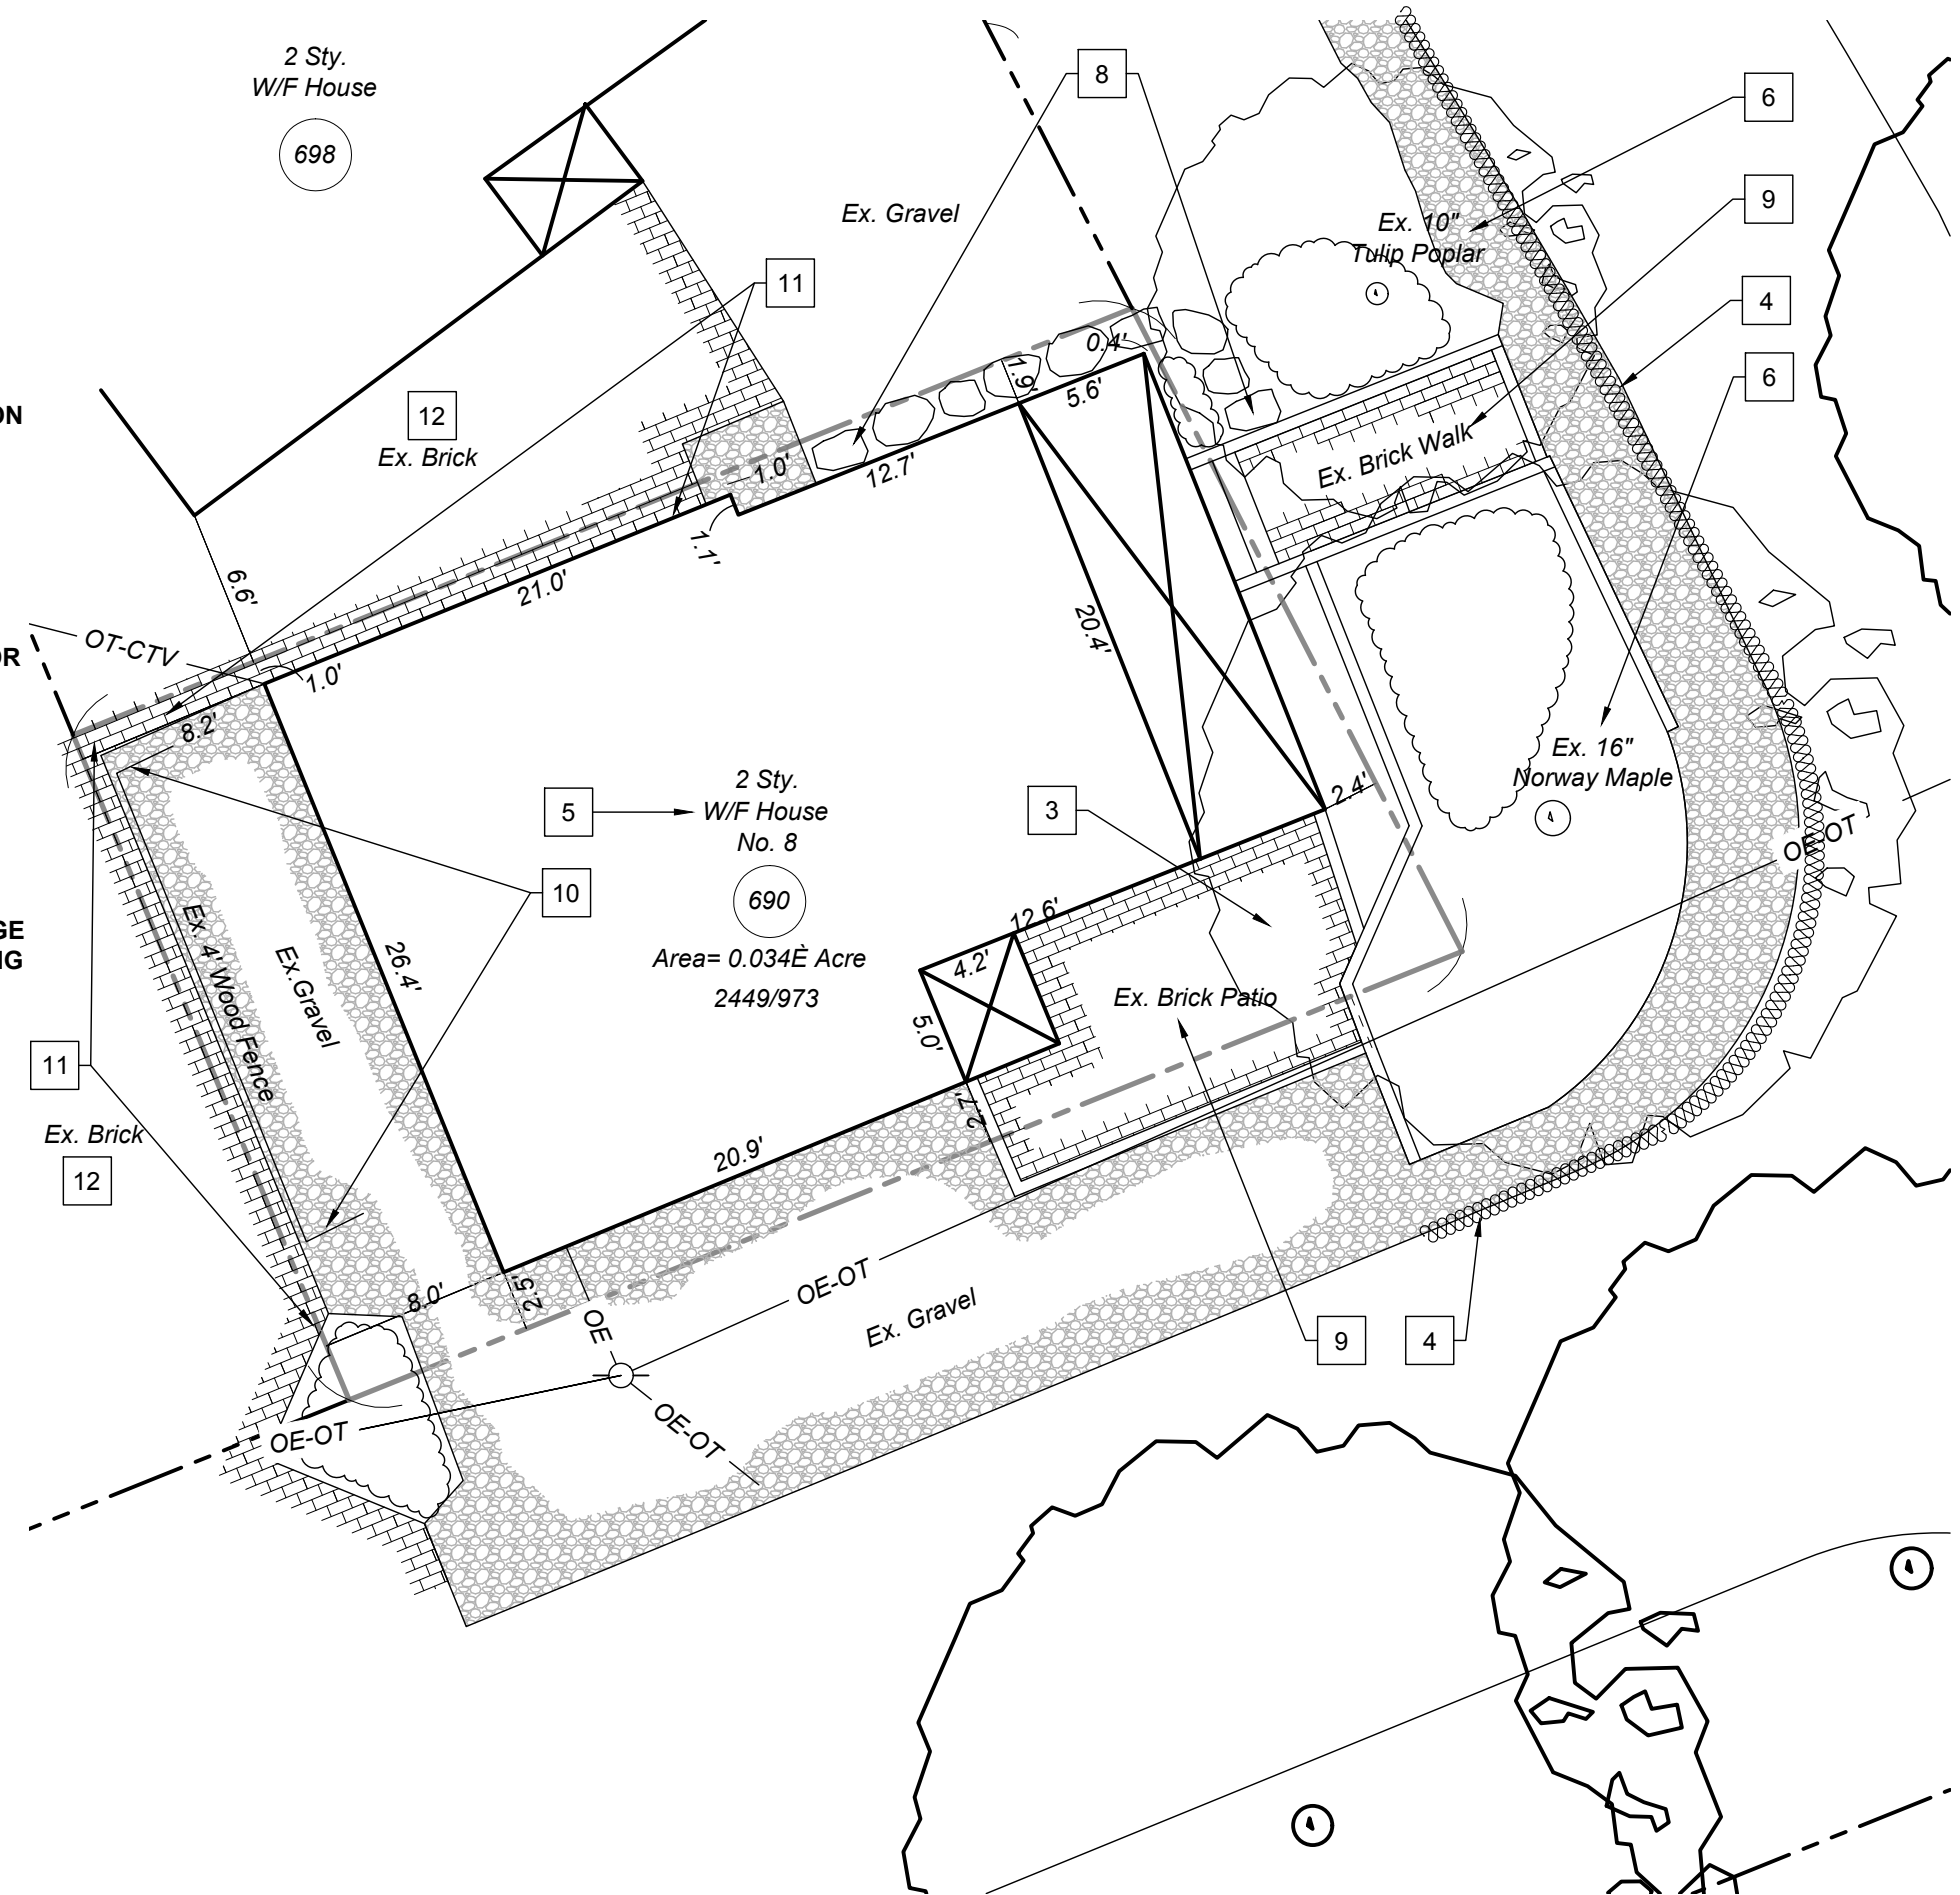 2 Sty.
W/F House
698
8
6
Ex. Gravel
Ex. 10"
Tulip Poplar
9
11
4
0.4'
1.9'
5.6'
6
ON
12
Ex. Brick
1.0'
12.7'
Ex. Brick Walk
1.1'
6.6'
21.0'
20.4'
OT-CTV
OR
1.0'
8.2'
Ex. 16"
Norway Maple
2 Sty.
5
W/F House
No. 8
3
2.4'
OE-OT
10
690
12.6'
GE
NG
Ex. 4' Wood Fence
Ex.Gravel
26.4'
Area= 0.034È Acre
4.2'
2449/973
Ex. Brick Patio
5.0'
11
2.7'
Ex. Brick
12
20.9'
8.0'
2.5'
OE
OE-OT
Ex. Gravel
9
4
OE-OT
OE-OT